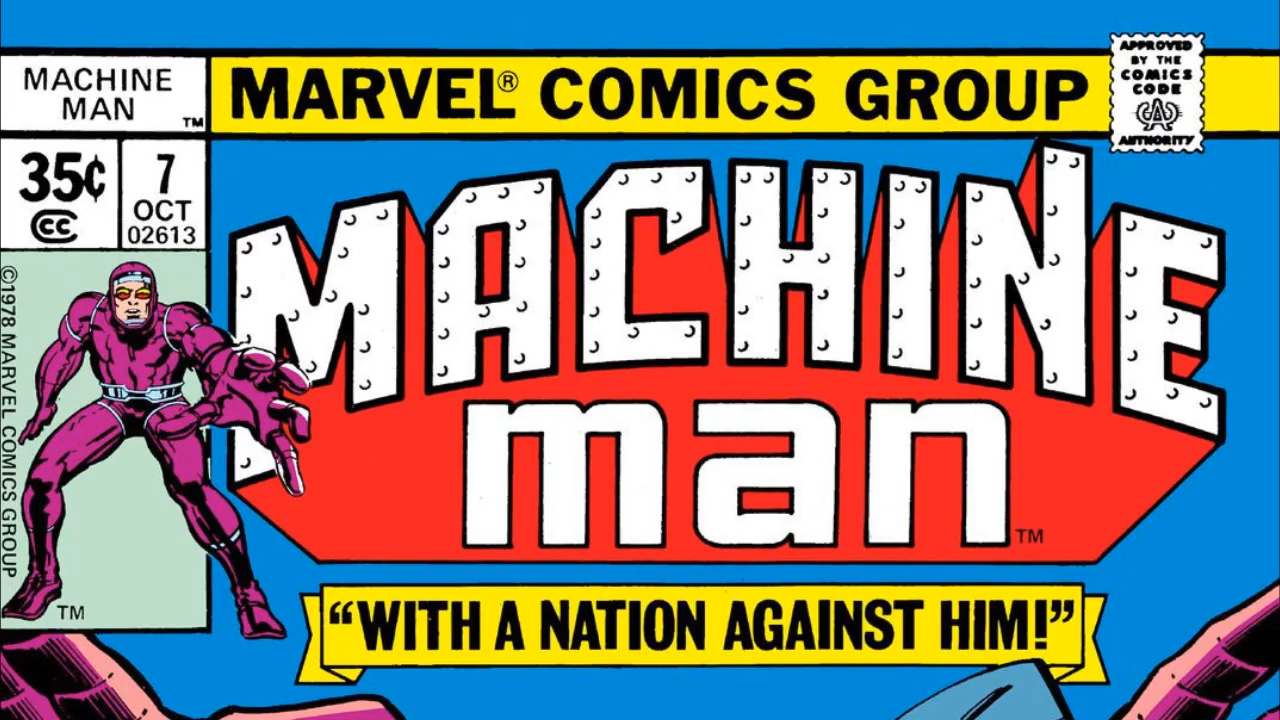 MACHINE
MAN
TM
MARVEL® COMICS GROUP
APPROVED
BY THE
COMICS
CODE
CA
AUTHORITY
35¢
CC
7
OCT
02613
©1978 MARVEL COMICS GROUP
TM
MACHINE
man
TM
“WITH A NATION AGAINST HIM!”